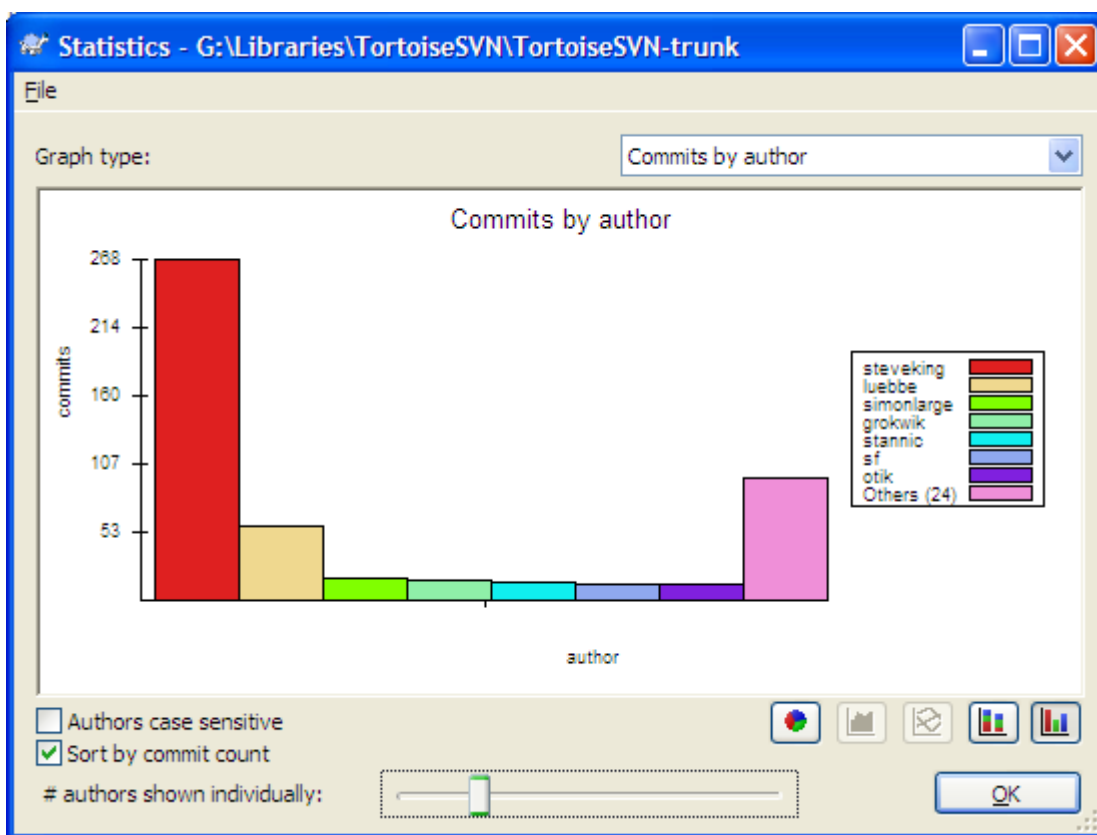 Statistics - G:\Libraries\TortoiseSVN\TortoiseSVN-trunk
File
Graph type:
Commits by author
Commits by author
268
214
160
107
53
commits
author
steveking
luebbe
simonlarge
grokwik
stannic
sf
otik
Others (24)
Authors case sensitive
Sort by commit count
# authors shown individually:
OK